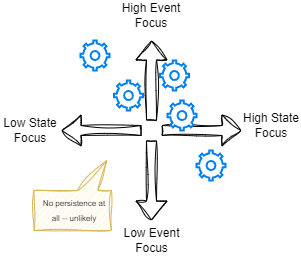 High Event
Focus
Low State
Focus
High State
Focus
No persistence at
all -- unlikely
Low Event
Focus